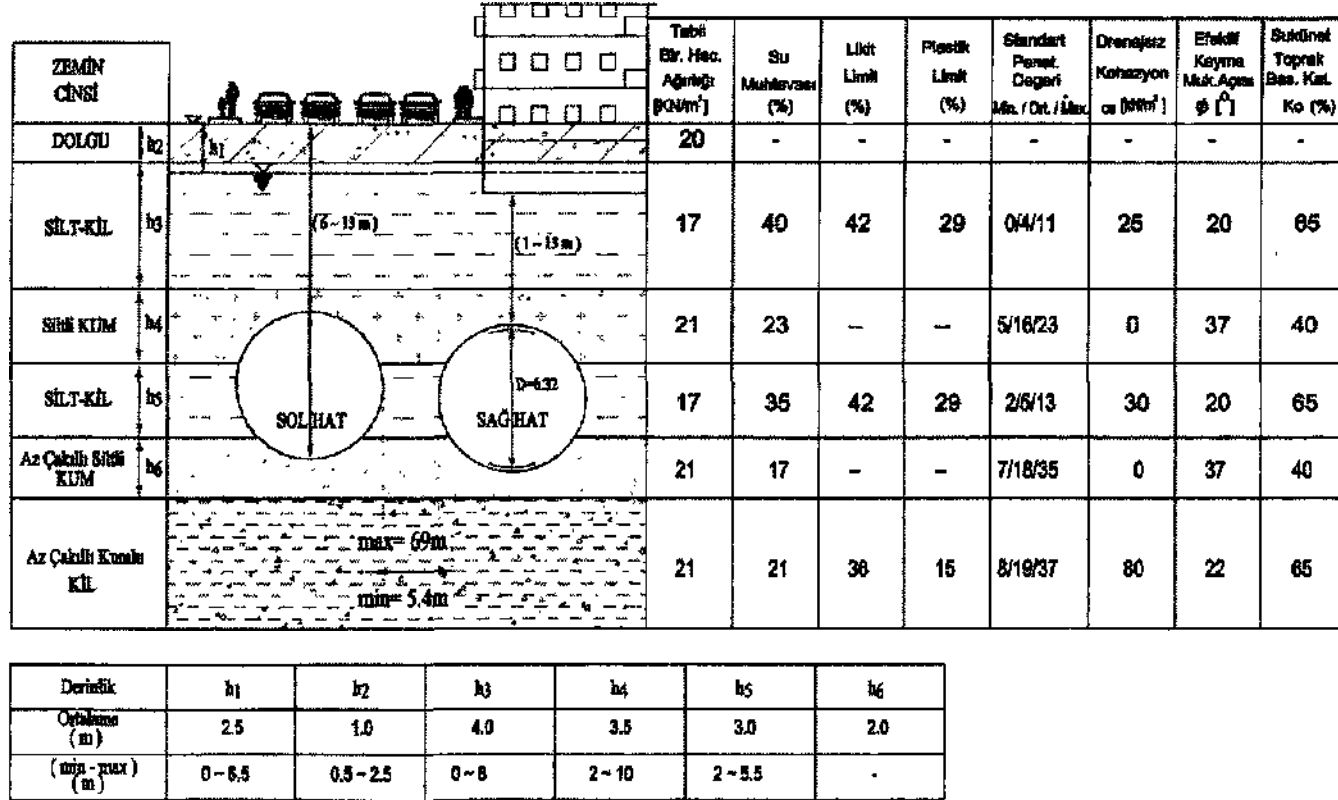 ZEMİN CİNSİ
Tabii Bir. Hac. Ağırlığı [KN/m³]
Su Muhtevası (%)
Likit Limit (%)
Plastik Limit (%)
Standart Penet. Degeri Min. / Ort. / Max.
Drenajsız Kohezyon
Efektif Kayma Muk. Açısı Φ [°]
Sukünet Toprak Bas. Kat. Ko (%)
DOLGU h2 h1 20 - - - - - - -
SİLT-KİL h3 (6~13 m) (1~13 m) 17 40 42 29 0/4/11 25 20 65
Siltli KUM h4 21 23 – – 5/16/23 0 37 40
SİLT-KİL h5 SOL HAT D=6.32 SAĞ HAT 17 35 42 29 2/6/13 30 20 65
Az Çakıllı Siltli KUM h6 21 17 – – 7/18/35 0 37 40
Az Çakıllı Kumlu KİL max= 69m min= 5.4m 21 21 36 15 8/19/37 80 22 65
Derinlik h1 h2 h3 h4 h5 h6
Ortalama (m) 2.5 1.0 4.0 3.5 3.0 2.0
(min - max) (m) 0~6,5 0.5~2.5 0~8 2~10 2~5.5 -